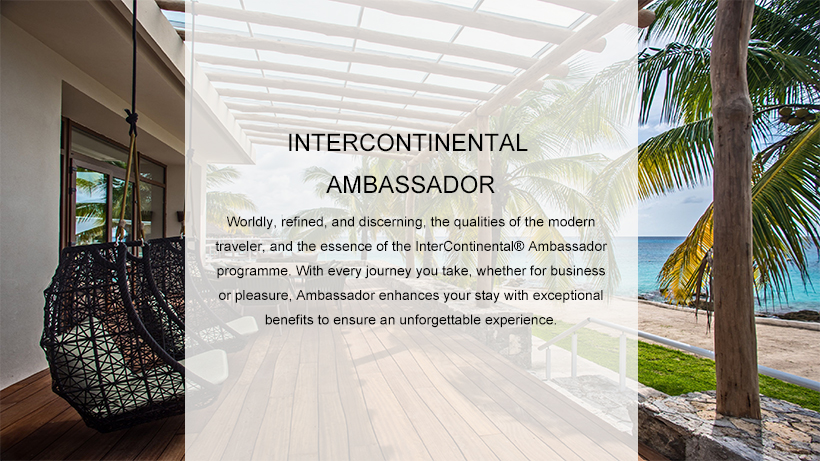 INTERCONTINENTAL
AMBASSADOR
Worldly, refined, and discerning, the qualities of the modern
traveler, and the essence of the InterContinental® Ambassador
programme. With every journey you take, whether for business
or pleasure, Ambassador enhances your stay with exceptional
benefits to ensure an unforgettable experience.